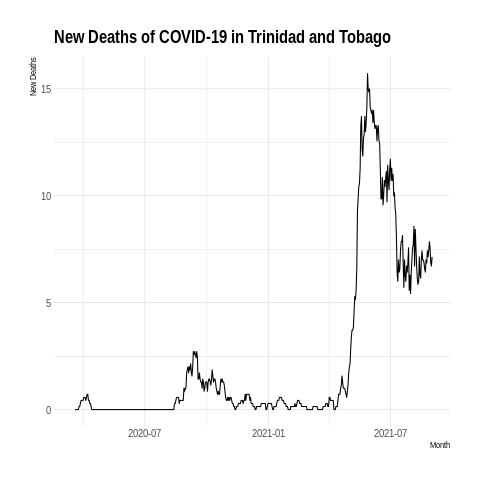 New Deaths of COVID-19 in Trinidad and Tobago
New Deaths
15
10
5
0
2020-07
2021-01
2021-07
Month